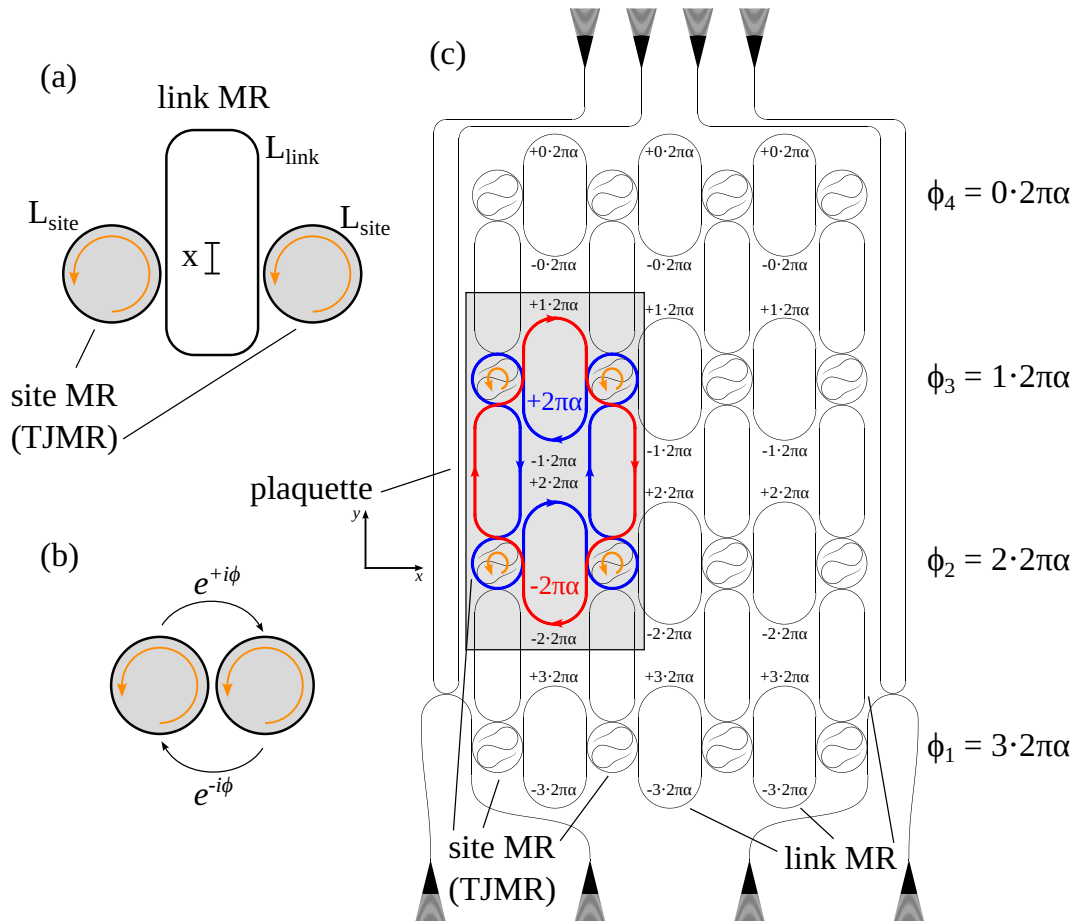 (a)
link MR
L_link
L_site
L_site
x
site MR
(TJMR)
(b)
e^{+iϕ}
e^{-iϕ}
(c)
+0·2πα
+0·2πα
+0·2πα
ϕ₄ = 0·2πα
-0·2πα
-0·2πα
-0·2πα
+1·2πα
+1·2πα
+1·2πα
ϕ₃ = 1·2πα
+2πα
-1·2πα
-1·2πα
-1·2πα
plaquette
+2·2πα
+2·2πα
+2·2πα
y
x
ϕ₂ = 2·2πα
-2πα
-2·2πα
-2·2πα
-2·2πα
+3·2πα
+3·2πα
+3·2πα
ϕ₁ = 3·2πα
-3·2πα
-3·2πα
-3·2πα
site MR
(TJMR)
link MR